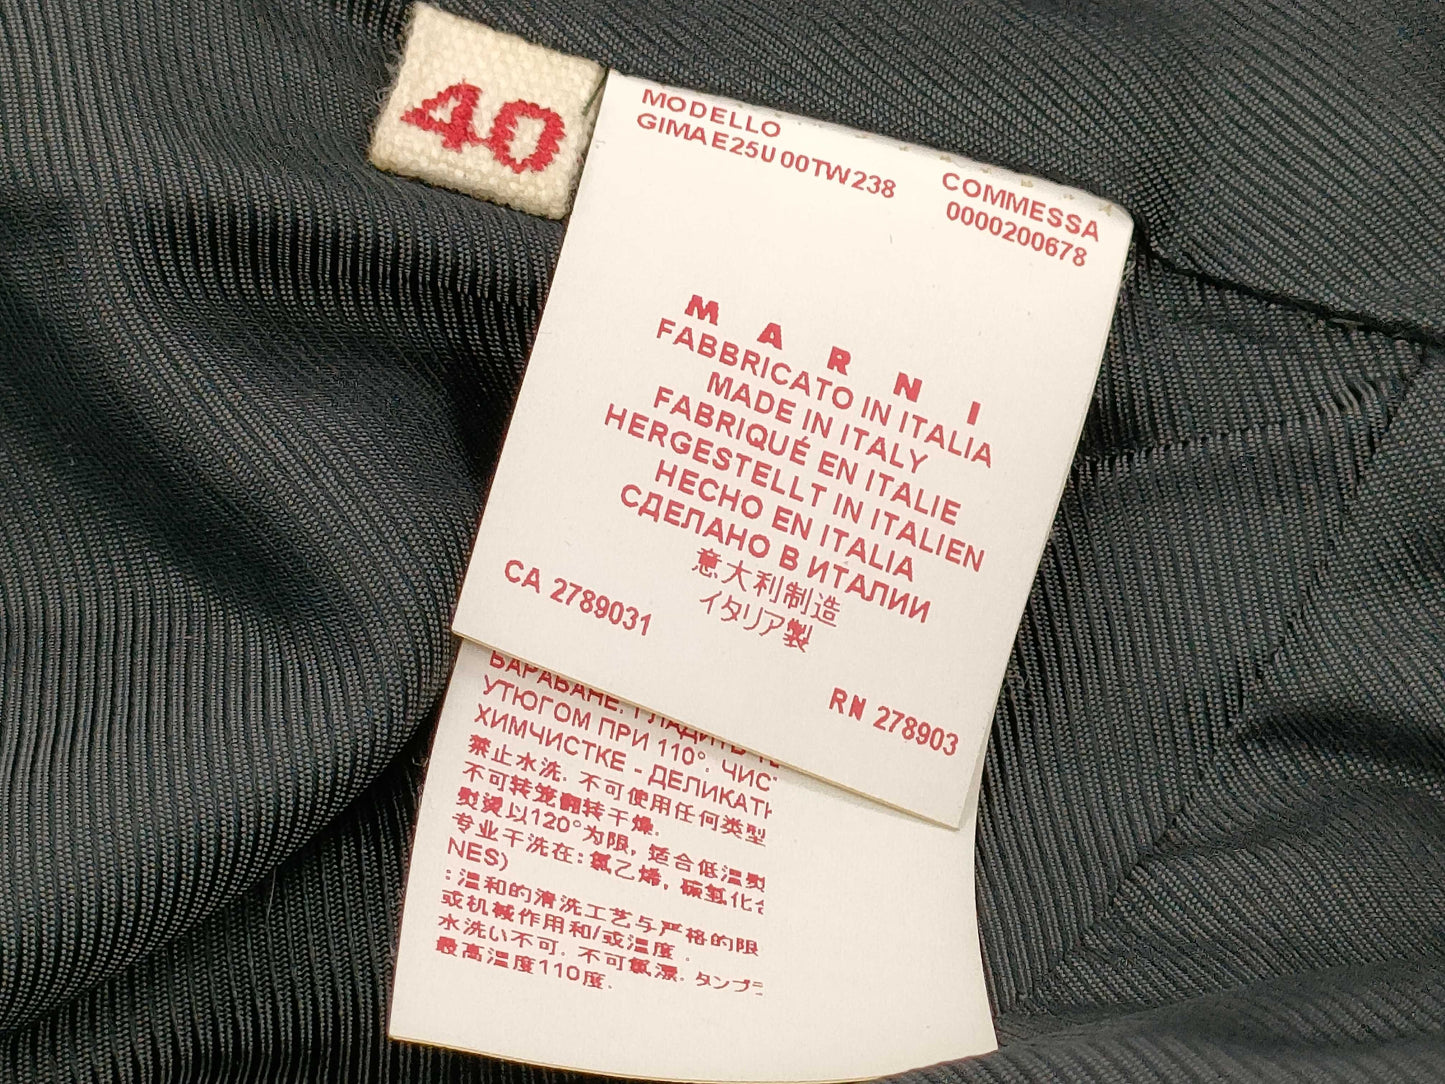 40
MODELLO
GIMAE25U00TW238
COMMESSA
0000200678
MARNI
FABBRICATO IN ITALIA
MADE IN ITALY
FABRIQUÉ EN ITALIE
HERGESTELLT IN ITALIEN
HECHO EN ITALIA
СДЕЛАНО В ИТАЛИИ
意大利制造
イタリア製
CA 2789031
RN 278903
БАРАБАНЕ. ГЛАДИТЬ
УТЮГОМ ПРИ 110°. ЧИС
ХИМЧИСТКЕ - ДЕЛИКАТН
禁止水洗. 不可使用任何类型
不可转笼翻转干燥.
熨烫以120°为限, 适合低温熨
专业干洗在: 氯乙烯, 碳氢化合
NES)
:温和的清洗工艺与严格的限
或机械作用和/或温度.
水洗い不可. 不可氯漂. タンブラ
最高温度110度.